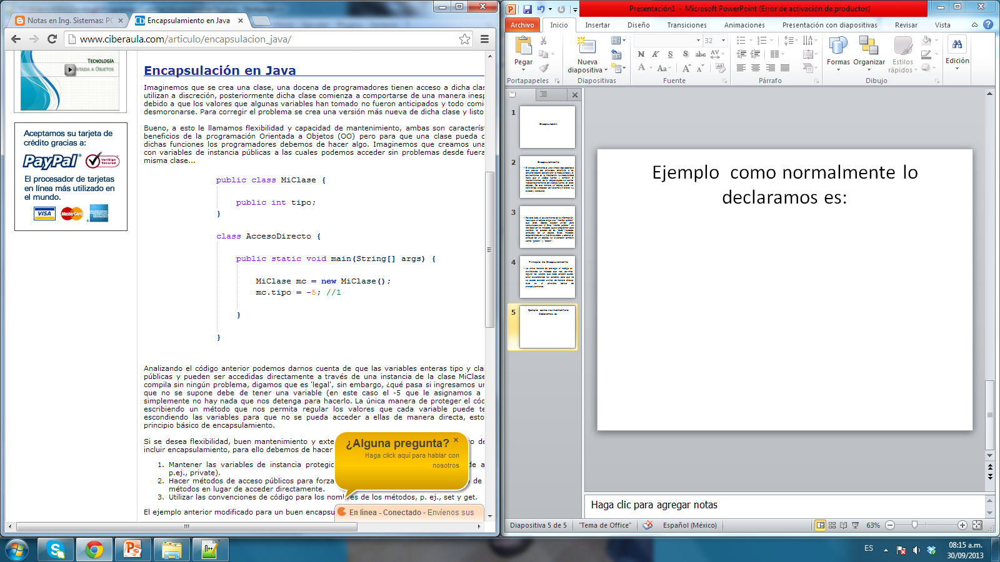 Notas en Ing. Sistemas: PO
Encapsulamiento en Java
www.ciberaula.com/articulo/encapsulacion_java/
TECNOLOGÍA
Aceptamos su tarjeta de
crédito gracias a:
PayPal
VeriSign
Secured
El procesador de tarjetas
en línea más utilizado en
el mundo.
VISA MasterCard
Encapsulación en Java
Imaginemos que se crea una clase, una docena de programadores tienen acceso a dicha clas
utilizan a discreción, posteriormente dicha clase comienza a comportarse de una manera inesp
debido a que los valores que algunas variables han tomado no fueron anticipados y todo comi
desmoronarse. Para corregir el problema se crea una versión más nueva de dicha clase y listo
Bueno, a esto le llamamos flexibilidad y capacidad de mantenimiento, ambas son característ
beneficios de la programación Orientada a Objetos (OO) pero para que una clase pueda
dichas funciones los programadores debemos de hacer algo. Imaginemos que creamos una
con variables de instancia públicas a las cuales podemos acceder sin problemas desde fuera
misma clase...
public class MiClase {
public int tipo;
}
class AccesoDirecto {
public static void main(String[] args) {
MiClase mc = new MiClase();
mc.tipo = -5; //1
}
}
Analizando el código anterior podemos darnos cuenta de que las variables enteras tipo y clas
públicas y pueden ser accedidas directamente a través de una instancia de la clase MiClase
compila sin ningún problema, digamos que es 'legal', sin embargo, ¿qué pasa si ingresamos un
que no se supone debe de tener una variable (en este caso el -5 que le asignamos a
simplemente no hay nada que nos detenga para hacerlo. La única manera de proteger el cód
escribiendo un método que nos permita regular los valores que cada variable puede te
escondiendo las variables para que no se pueda acceder a ellas de manera directa, esto
principio básico de encapsulamiento.
Si se desea flexibilidad, buen mantenimiento y exte
incluir encapsulamiento, para ello debemos de hacer
1. Mantener las variables de instancia protegid
p.ej., private).
2. Hacer métodos de acceso públicos para forza
métodos en lugar de acceder directamente.
3. Utilizar las convenciones de código para los nombres de los métodos, p. ej., set y get.
El ejemplo anterior modificado para un buen encapsu
¿Alguna pregunta?
Haga click aquí para hablar con
nosotros
En línea - Conectado - Envíenos sus
Presentación1 - Microsoft PowerPoint (Error de activación de productos)
Archivo Inicio Insertar Diseño Transiciones Animaciones Presentación con diapositivas Revisar Vista
Pegar
Nueva
diapositiva
32
N K S S abc AV
A Aa A A
Formas Organizar Estilos
rápidos
Edición
Portapapeles Diapositivas Fuente Párrafo Dibujo
1
Encapsulación
2
Encapsulamiento
3
4
Principio de Encapsulamiento
5
Ejemplo como normalmente lo
declaramos es:
Ejemplo como normalmente lo
declaramos es:
Haga clic para agregar notas
Diapositiva 5 de 5 "Tema de Office" Español (México) 63%
ES
08:15 a.m.
30/09/2013